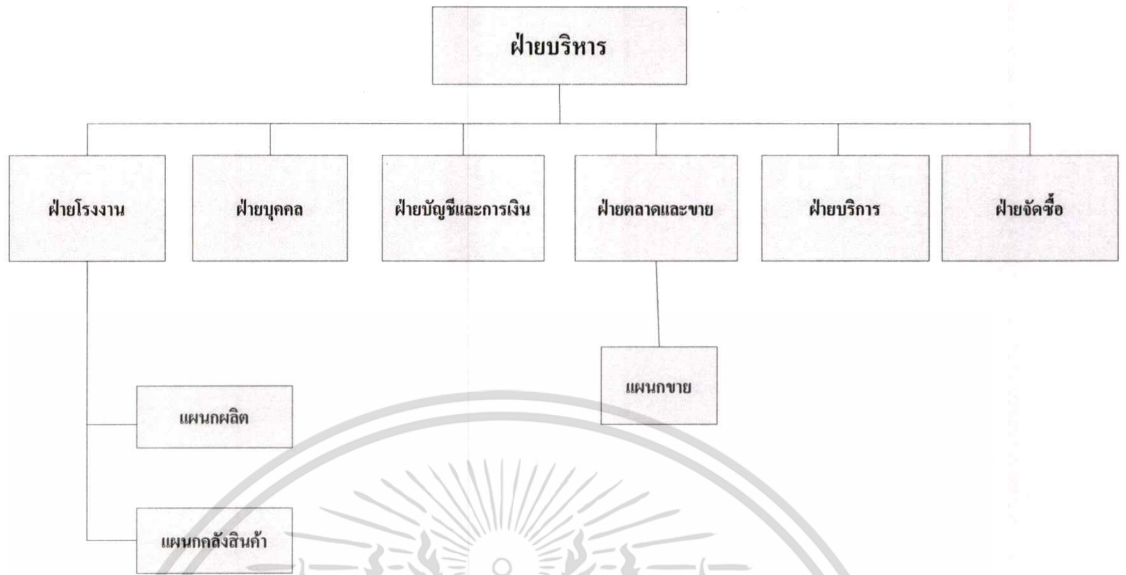 ฝ่ายบริหาร
ฝ่ายโรงงาน
ฝ่ายบุคคล
ฝ่ายบัญชีและการเงิน
ฝ่ายตลาดและขาย
ฝ่ายบริการ
ฝ่ายจัดซื้อ
แผนกขาย
แผนกผลิต
แผนกคลังสินค้า